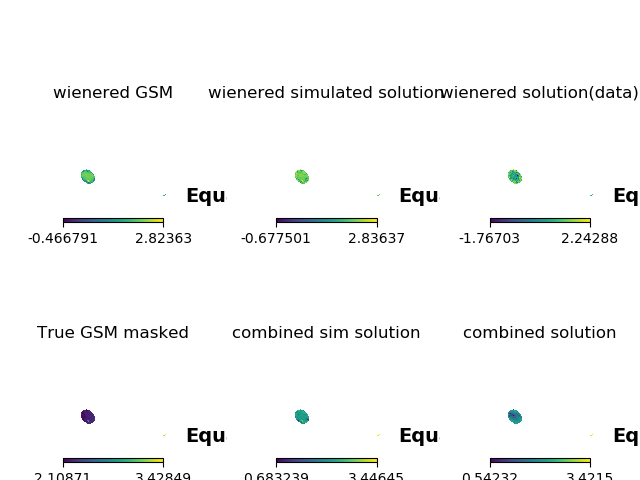 wienered GSM
wienered simulated solution
wienered solution(data)
Equ
Equ
Eq
-0.466791 2.82363
-0.677501 2.83637
-1.76703 2.24288
True GSM masked
combined sim solution
combined solution
Equ
Equ
Eq
2.10871 3.42849
0.683239 3.44645
0.54232 3.4215